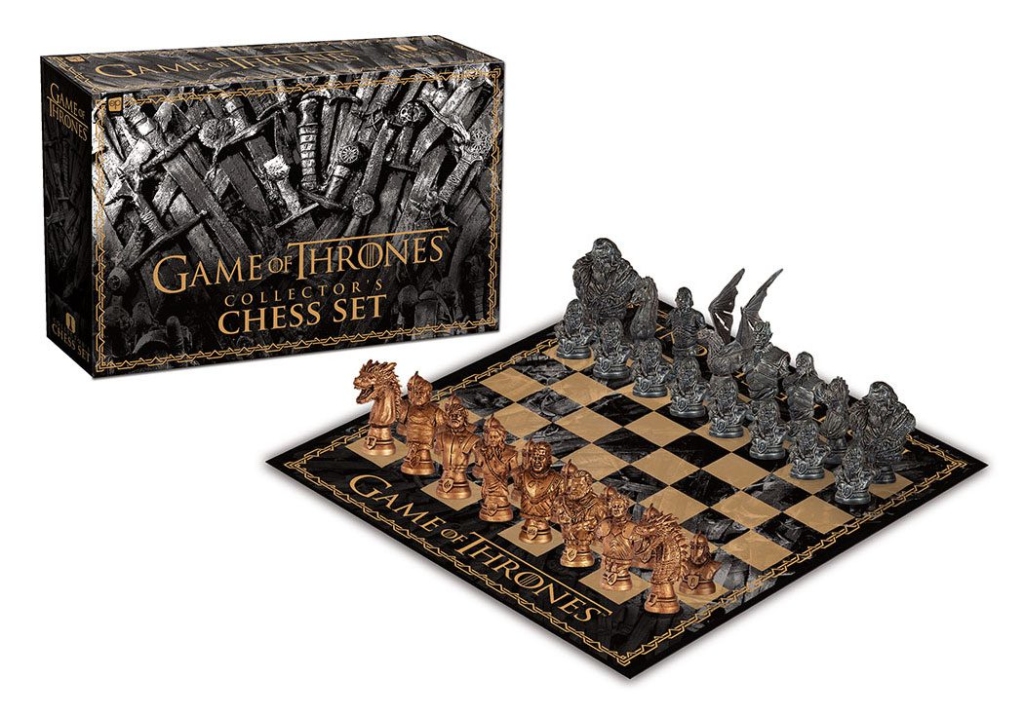 GAME OF THRONES
GAME OF
THRONES
GAME OF THRONES
COLLECTOR'S
CHESS SET
CHESS SET
GAME OF THRONES